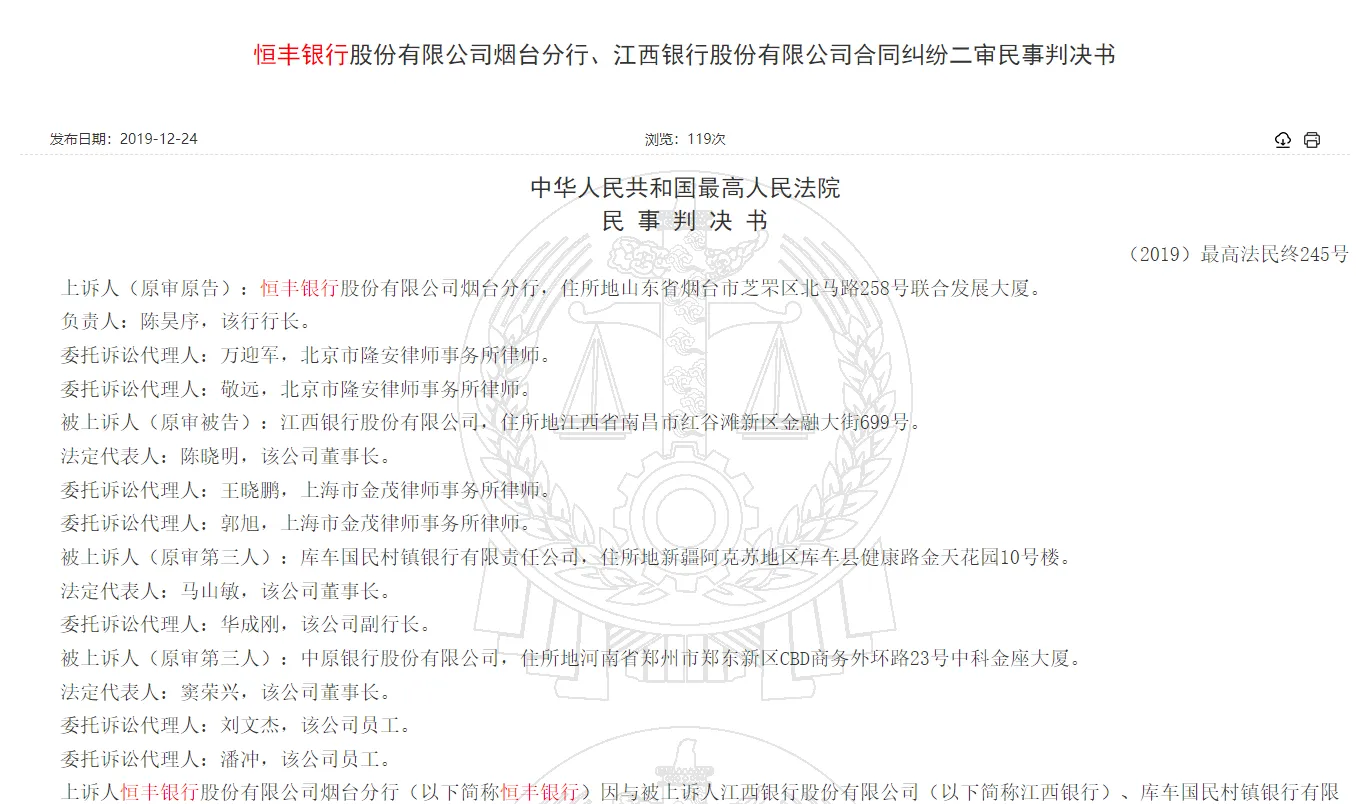 恒丰银行股份有限公司烟台分行、江西银行股份有限公司合同纠纷二审民事判决书
发布日期：2019-12-24
浏览：119次
中华人民共和国最高人民法院
民 事 判 决 书
（2019）最高法民终245号
上诉人（原审原告）：恒丰银行股份有限公司烟台分行，住所地山东省烟台市芝罘区北马路258号联合发展大厦。
负责人：陈昊序，该行行长。
委托诉讼代理人：万迎军，北京市隆安律师事务所律师。
委托诉讼代理人：敬远，北京市隆安律师事务所律师。
被上诉人（原审被告）：江西银行股份有限公司，住所地江西省南昌市红谷滩新区金融大街699号。
法定代表人：陈晓明，该公司董事长。
委托诉讼代理人：王晓鹏，上海市金茂律师事务所律师。
委托诉讼代理人：郭旭，上海市金茂律师事务所律师。
被上诉人（原审第三人）：库车国民村镇银行有限责任公司，住所地新疆阿克苏地区库车县健康路金天花园10号楼。
法定代表人：马山敏，该公司董事长。
委托诉讼代理人：华成刚，该公司副行长。
被上诉人（原审第三人）：中原银行股份有限公司，住所地河南省郑州市郑东新区CBD商务外环路23号中科金座大厦。
法定代表人：窦荣兴，该公司董事长。
委托诉讼代理人：刘文杰，该公司员工。
委托诉讼代理人：潘冲，该公司员工。
上诉人恒丰银行股份有限公司烟台分行（以下简称恒丰银行）因与被上诉人江西银行股份有限公司（以下简称江西银行）、库车国民村镇银行有限